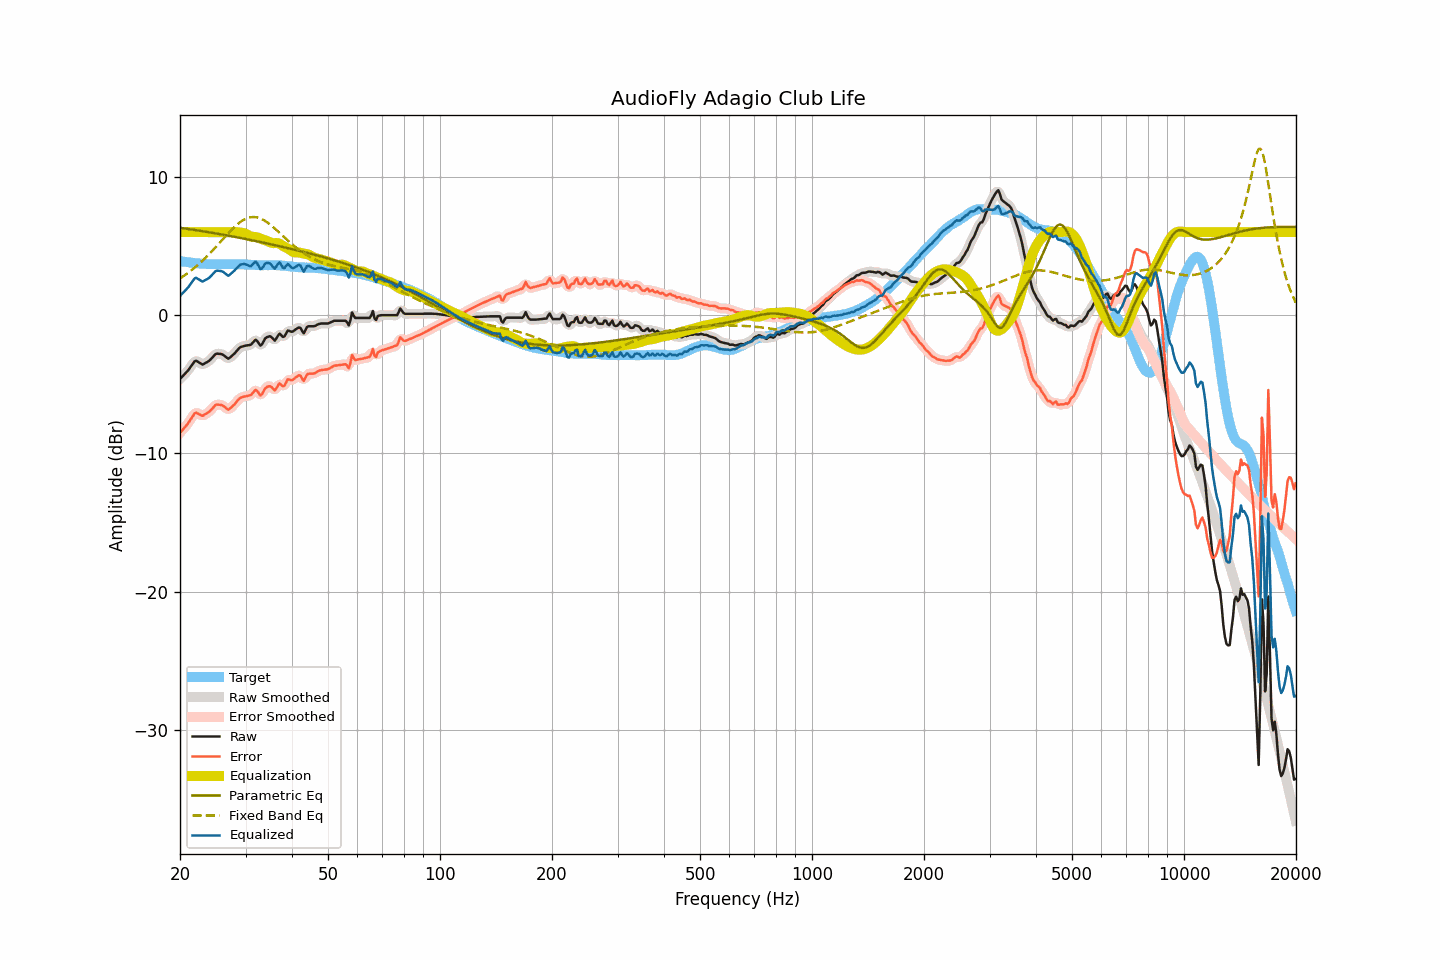 AudioFly Adagio Club Life
Amplitude (dBr)
10
0
−10
−20
−30
Target
Raw Smoothed
Error Smoothed
Raw
Error
Equalization
Parametric Eq
Fixed Band Eq
Equalized
20 50 100 200 500 1000 2000 5000 10000 20000
Frequency (Hz)